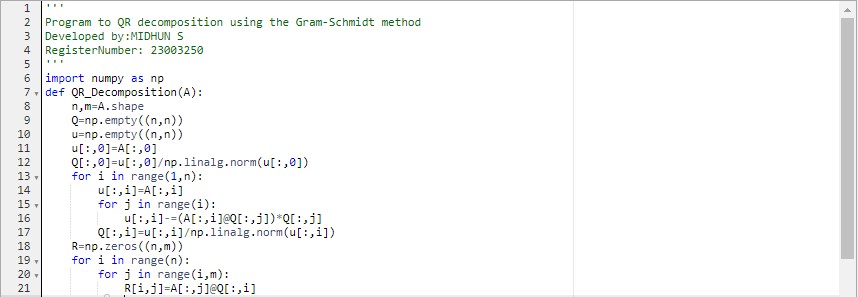 1 '''
2 Program to QR decomposition using the Gram-Schmidt method
3 Developed by:MIDHUN S
4 RegisterNumber: 23003250
5 '''
6 import numpy as np
7 def QR_Decomposition(A):
8     n,m=A.shape
9     Q=np.empty((n,n))
10     u=np.empty((n,n))
11     u[:,0]=A[:,0]
12     Q[:,0]=u[:,0]/np.linalg.norm(u[:,0])
13     for i in range(1,n):
14         u[:,i]=A[:,i]
15         for j in range(i):
16             u[:,i]-=(A[:,i]@Q[:,j])*Q[:,j]
17         Q[:,i]=u[:,i]/np.linalg.norm(u[:,i])
18     R=np.zeros((n,m))
19     for i in range(n):
20         for j in range(i,m):
21             R[i,j]=A[:,j]@Q[:,i]